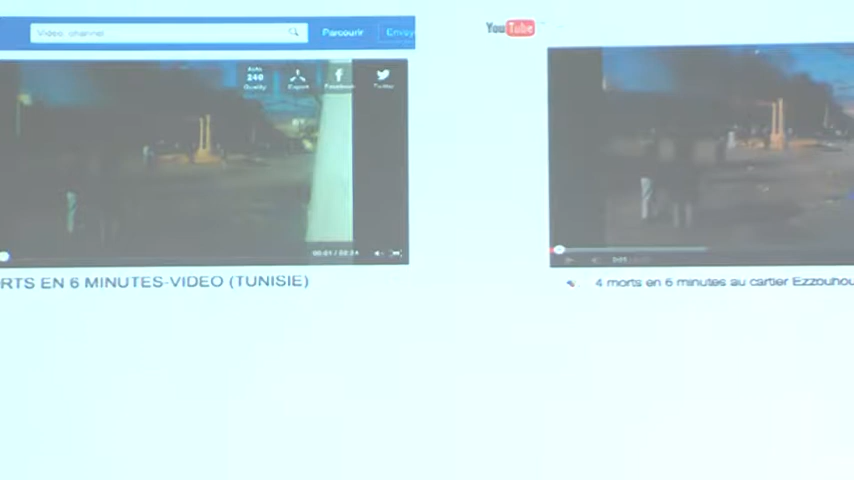 Video, channel
Parcourir
Envoy
YouTube
Auto
240
Quality
Export
Facebook
Twitter
RTS EN 6 MINUTES-VIDEO (TUNISIE)
4 morts en 6 minutes au cartier Ezzouhou